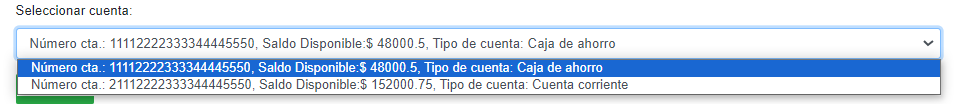 Seleccionar cuenta:
Número cta.: 11112222333344445550, Saldo Disponible:$ 48000.5, Tipo de cuenta: Caja de ahorro
Número cta.: 11112222333344445550, Saldo Disponible:$ 48000.5, Tipo de cuenta: Caja de ahorro
Número cta.: 21112222333344445550, Saldo Disponible:$ 152000.75, Tipo de cuenta: Cuenta corriente